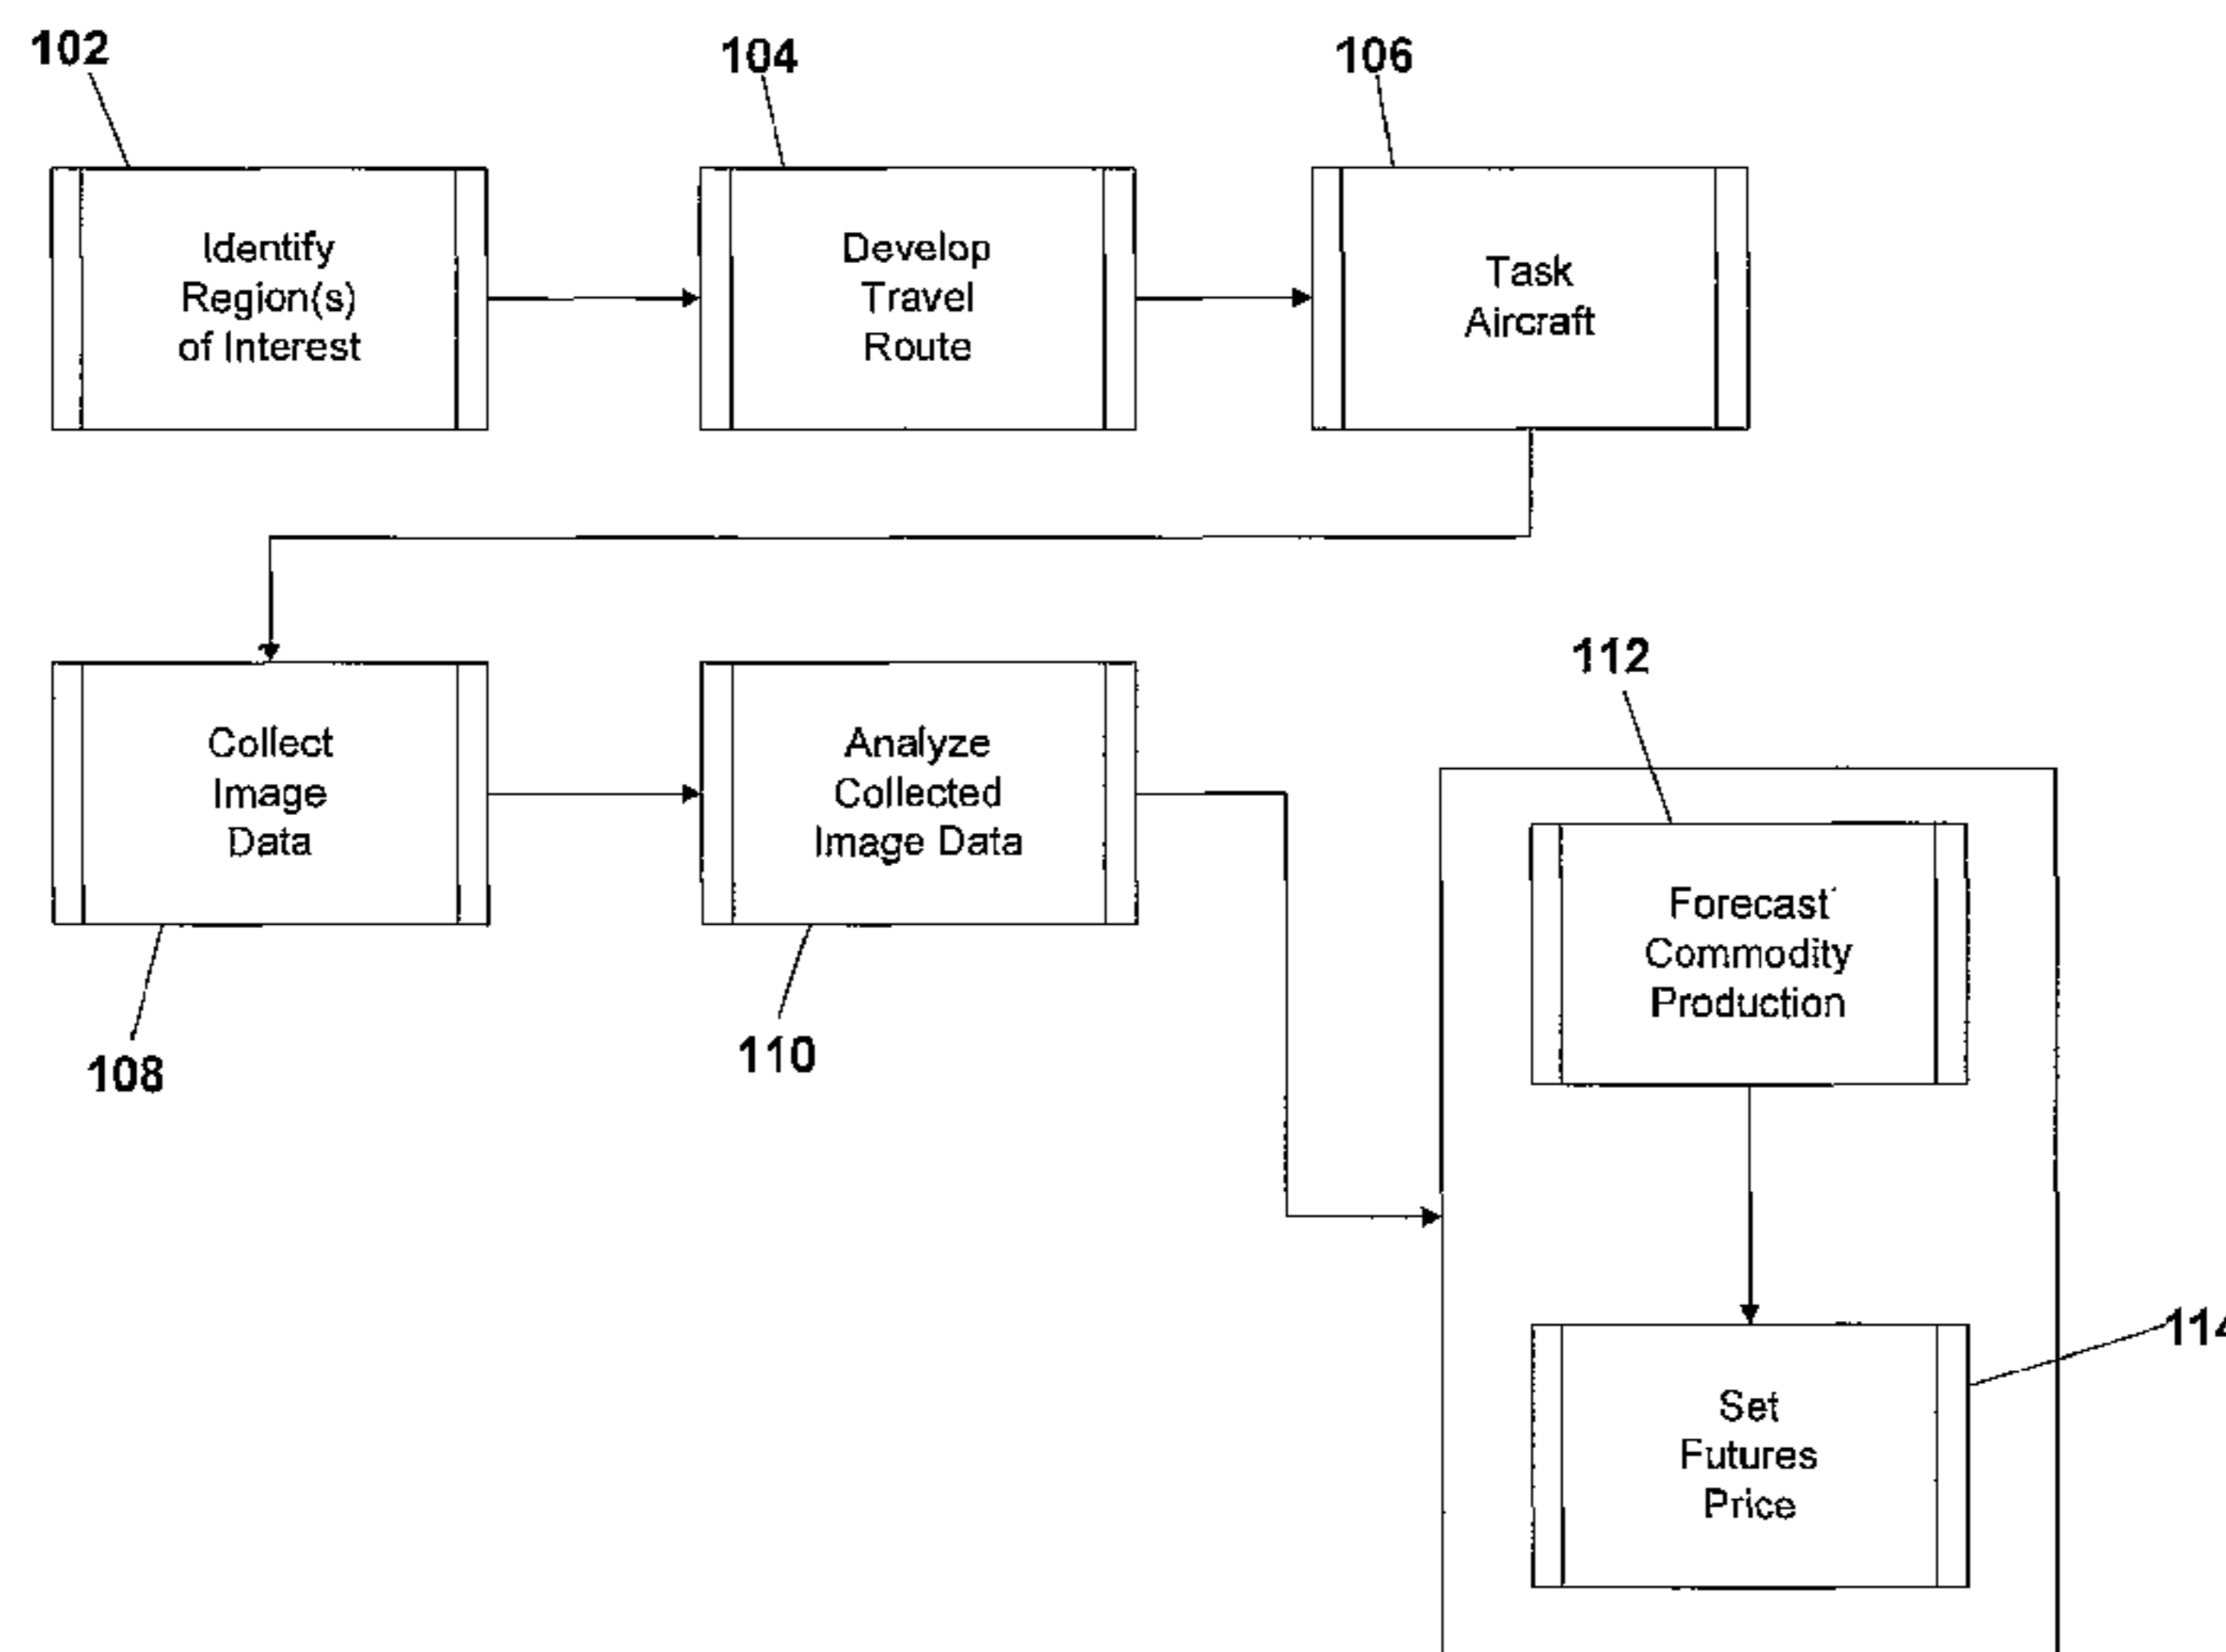 102
104
106
Identify
Region(s)
of Interest
Develop
Travel
Route
Task
Aircraft
Collect
Image
Data
108
Analyze
Collected
Image Data
110
112
Forecast
Commodity
Production
114
Set
Futures
Price